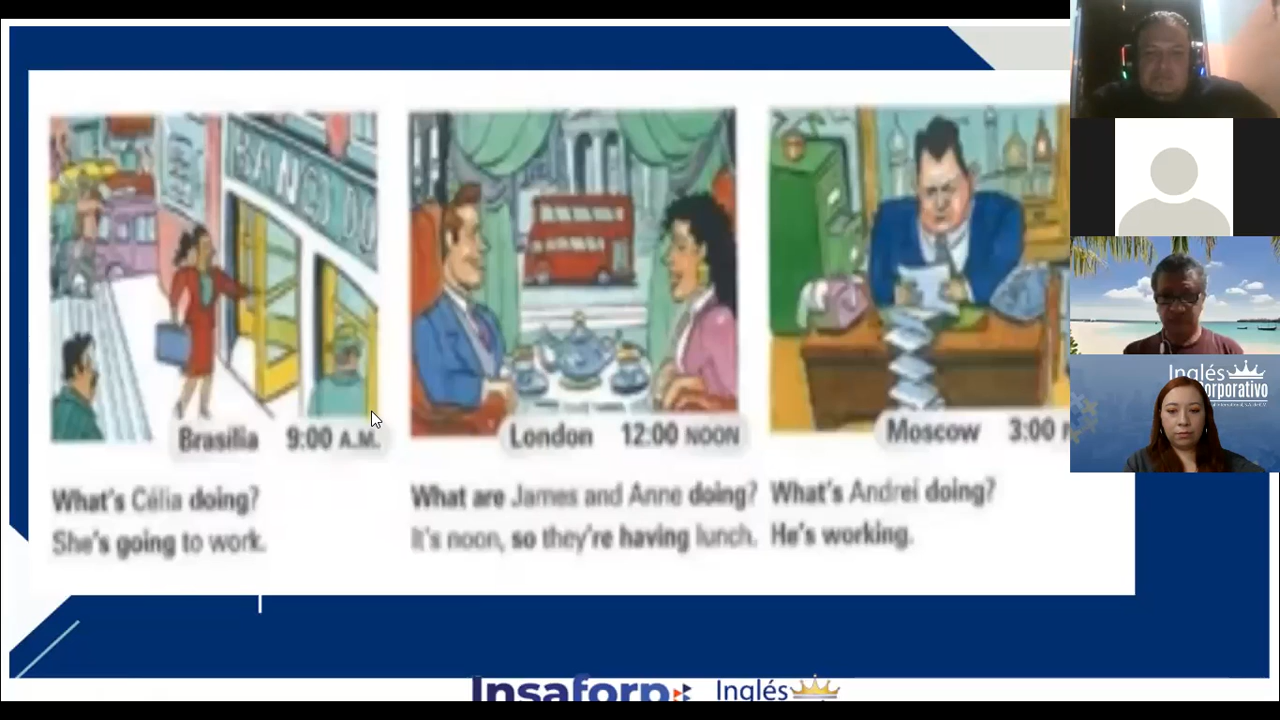 BANCO DO
Brasília 9:00 A.M.
What's Célia doing?
She's going to work.
London 12:00 NOON
What are James and Anne doing?
It's noon, so they're having lunch.
Moscow 3:00
What's Andrei doing?
He's working.
Insaforp
Inglés
Inglés
Corporativo